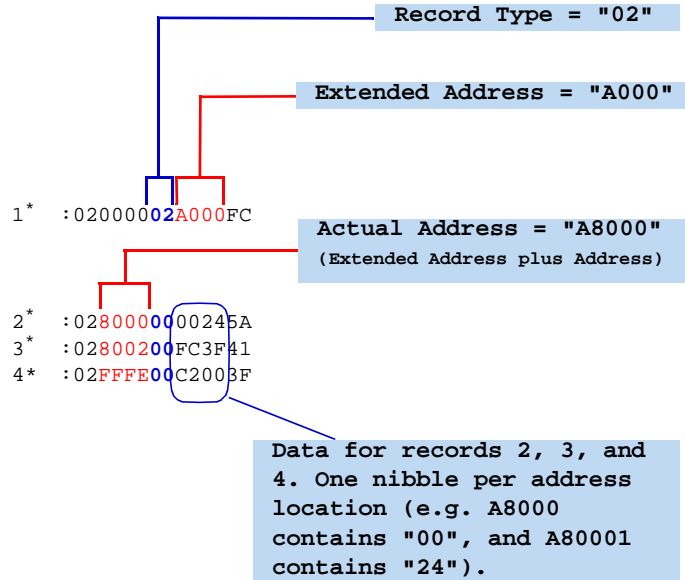 Record Type = "02"
Extended Address = "A000"
1* :02000002A000FC
Actual Address = "A8000"
(Extended Address plus Address)
2* :0280000000245A
3* :02800200FC3F41
4* :02FFFE00C2003F
Data for records 2, 3, and
4. One nibble per address
location (e.g. A8000
contains "00", and A80001
contains "24").